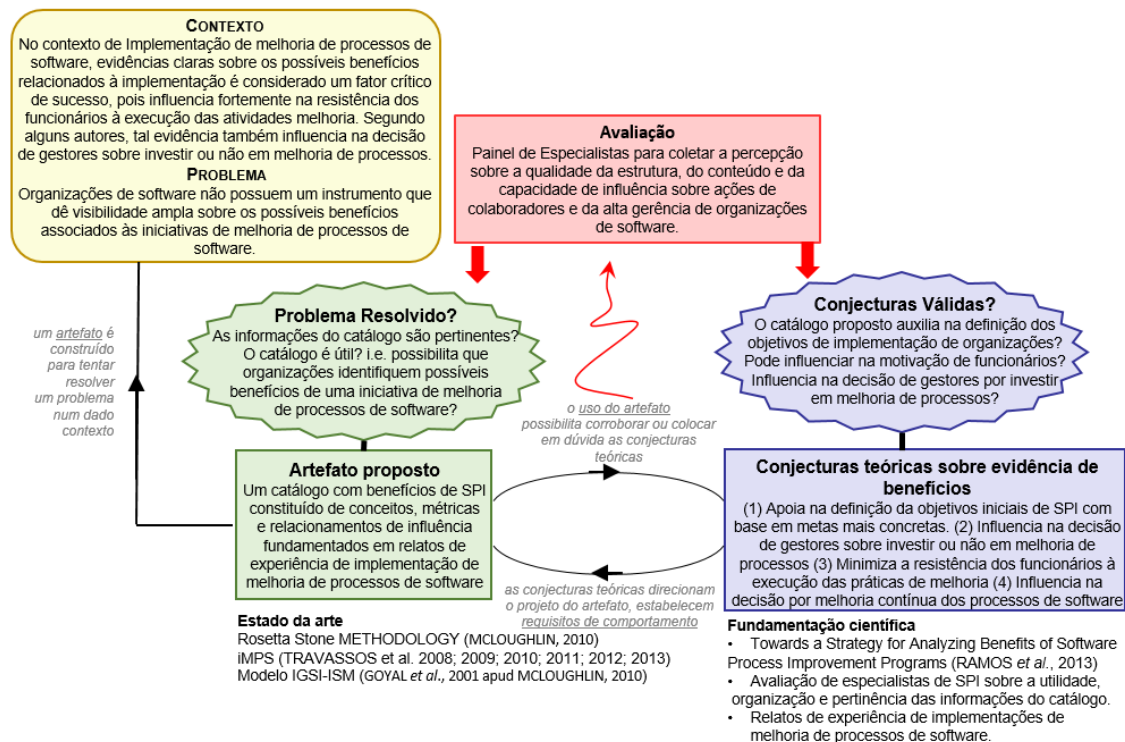 CONTEXTO
No contexto de Implementação de melhoria de processos de
software, evidências claras sobre os possíveis benefícios
relacionados à implementação é considerado um fator crítico
de sucesso, pois influencia fortemente na resistência dos
funcionários à execução das atividades melhoria. Segundo
alguns autores, tal evidência também influencia na decisão
de gestores sobre investir ou não em melhoria de processos.
PROBLEMA
Organizações de software não possuem um instrumento que
dê visibilidade ampla sobre os possíveis benefícios
associados às iniciativas de melhoria de processos de
software.
Avaliação
Painel de Especialistas para coletar a percepção
sobre a qualidade da estrutura, do conteúdo e da
capacidade de influência sobre ações de
colaboradores e da alta gerência de organizações
de software.
um artefato é
construído
para tentar
resolver
um problema
num dado
contexto
Problema Resolvido?
As informações do catálogo são pertinentes?
O catálogo é útil? i.e. possibilita que
organizações identifiquem possíveis
benefícios de uma iniciativa de melhoria
de processos de software?
Conjecturas Válidas?
O catálogo proposto auxilia na definição dos
objetivos de implementação de organizações?
Pode influenciar na motivação de funcionários?
Influencia na decisão de gestores por investir
em melhoria de processos?
o uso do artefato
possibilita corroborar ou colocar
em dúvida as conjecturas
teóricas
Artefato proposto
Um catálogo com benefícios de SPI
constituído de conceitos, métricas
e relacionamentos de influência
fundamentados em relatos de
experiência de implementação de
melhoria de processos de software
Conjecturas teóricas sobre evidência de
benefícios
(1) Apoia na definição da objetivos iniciais de SPI com
base em metas mais concretas. (2) Influencia na decisão
de gestores sobre investir ou não em melhoria de
processos (3) Minimiza a resistência dos funcionários à
execução das práticas de melhoria (4) Influencia na
decisão por melhoria contínua dos processos de software
as conjecturas teóricas direcionam
o projeto do artefato, estabelecem
requisitos de comportamento
Estado da arte
Rosetta Stone METHODOLOGY (MCLOUGHLIN, 2010)
iMPS (TRAVASSOS et al. 2008; 2009; 2010; 2011; 2012; 2013)
Modelo IGSI-ISM (GOYAL et al., 2001 apud MCLOUGHLIN, 2010)
Fundamentação científica
• Towards a Strategy for Analyzing Benefits of Software
Process Improvement Programs (RAMOS et al., 2013)
• Avaliação de especialistas de SPI sobre a utilidade,
organização e pertinência das informações do catálogo.
• Relatos de experiência de implementações de
melhoria de processos de software.